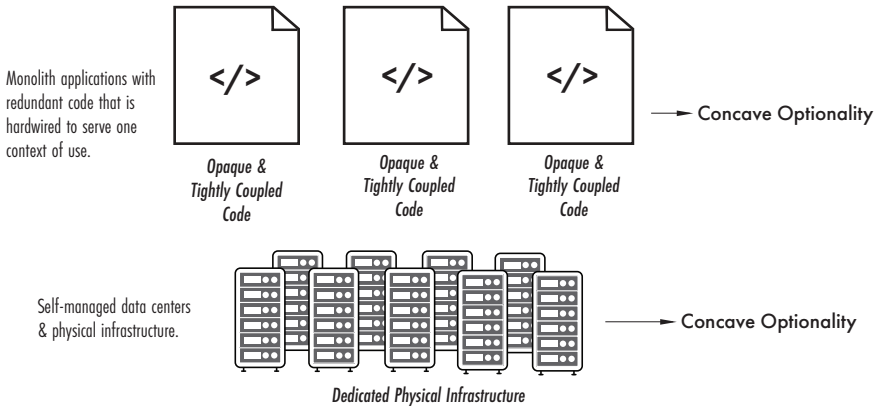 Monolith applications with
redundant code that is
hardwired to serve one
context of use.
</>
</>
</>
Opaque &
Tightly Coupled
Code
Opaque &
Tightly Coupled
Code
Opaque &
Tightly Coupled
Code
Concave Optionality
Self-managed data centers
& physical infrastructure.
Concave Optionality
Dedicated Physical Infrastructure